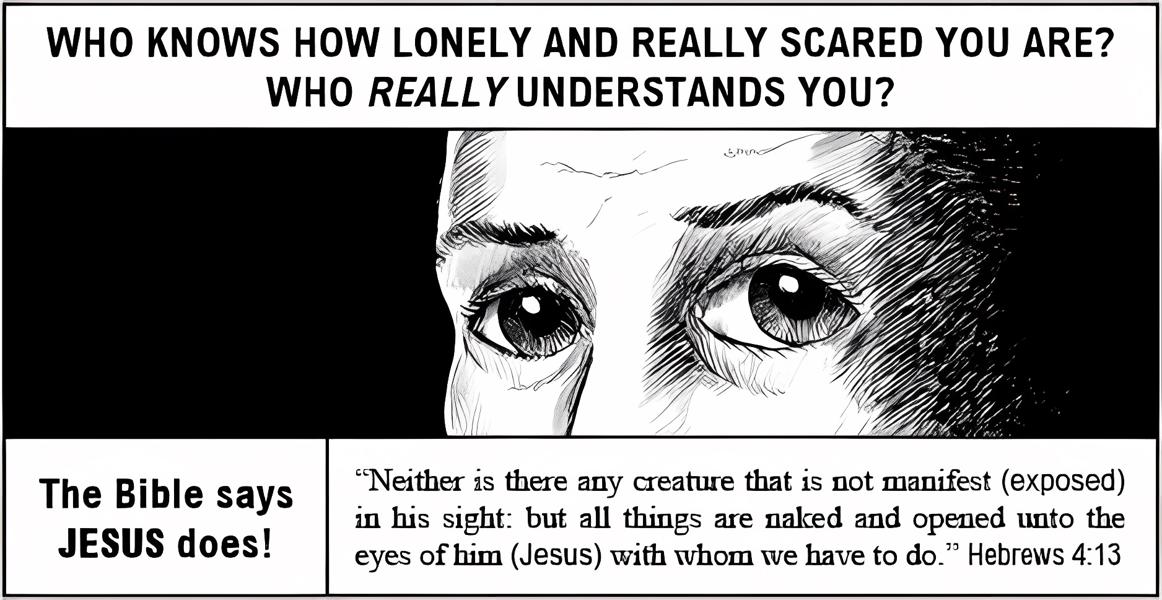 WHO KNOWS HOW LONELY AND REALLY SCARED YOU ARE?
WHO REALLY UNDERSTANDS YOU?
The Bible says
JESUS does!
“Neither is there any creature that is not manifest (exposed)
in his sight: but all things are naked and opened unto the
eyes of him (Jesus) with whom we have to do.” Hebrews 4:13